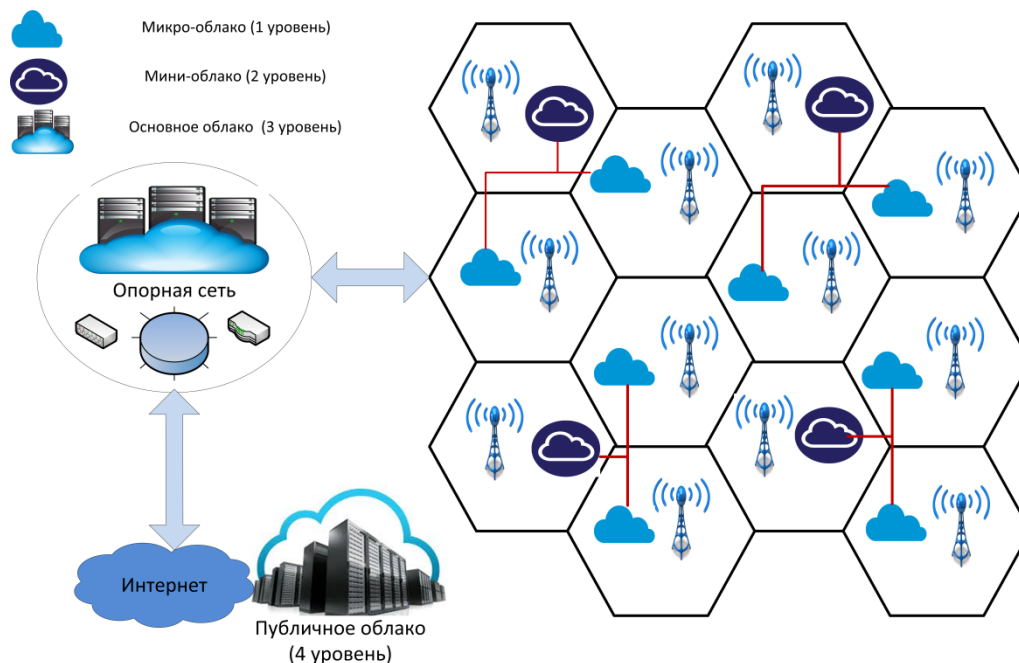 Микро-облако (1 уровень)
Мини-облако (2 уровень)
Основное облако (3 уровень)
Опорная сеть
Интернет
Публичное облако
(4 уровень)